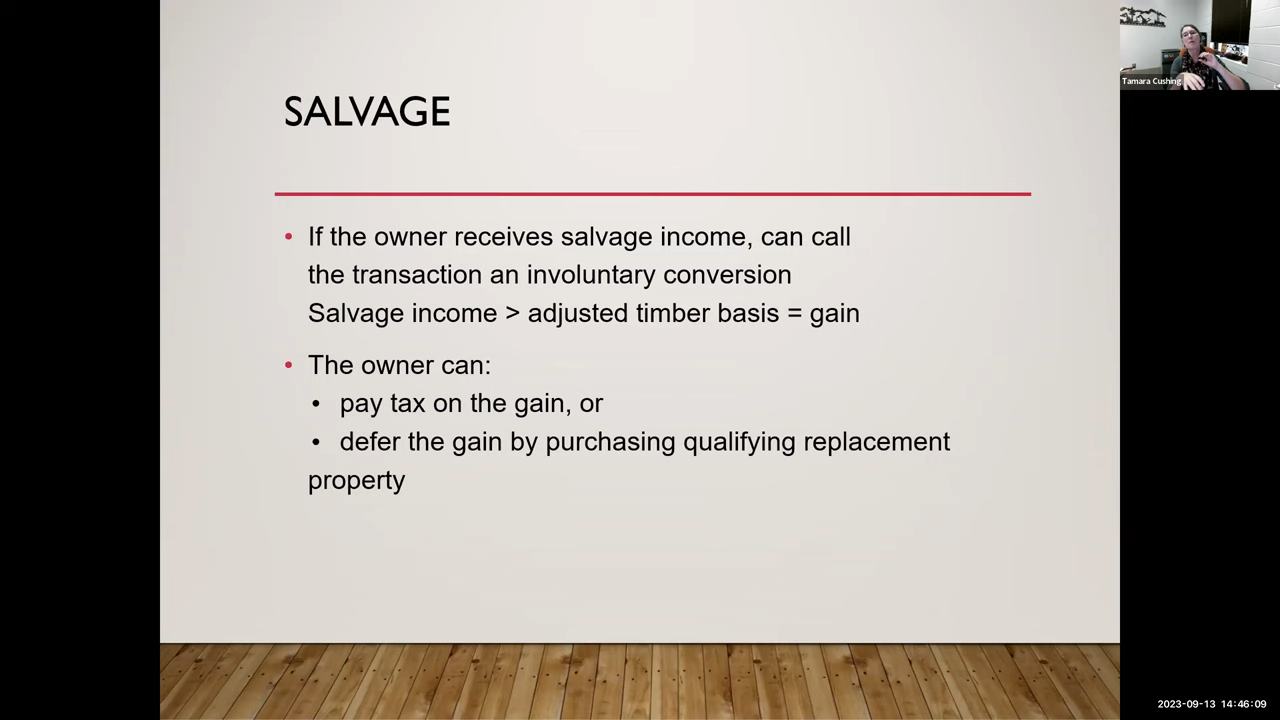 Tamara Cushing
SALVAGE
• If the owner receives salvage income, can call
the transaction an involuntary conversion
Salvage income > adjusted timber basis = gain
• The owner can:
• pay tax on the gain, or
• defer the gain by purchasing qualifying replacement
property
2023-09-13 14:46:09